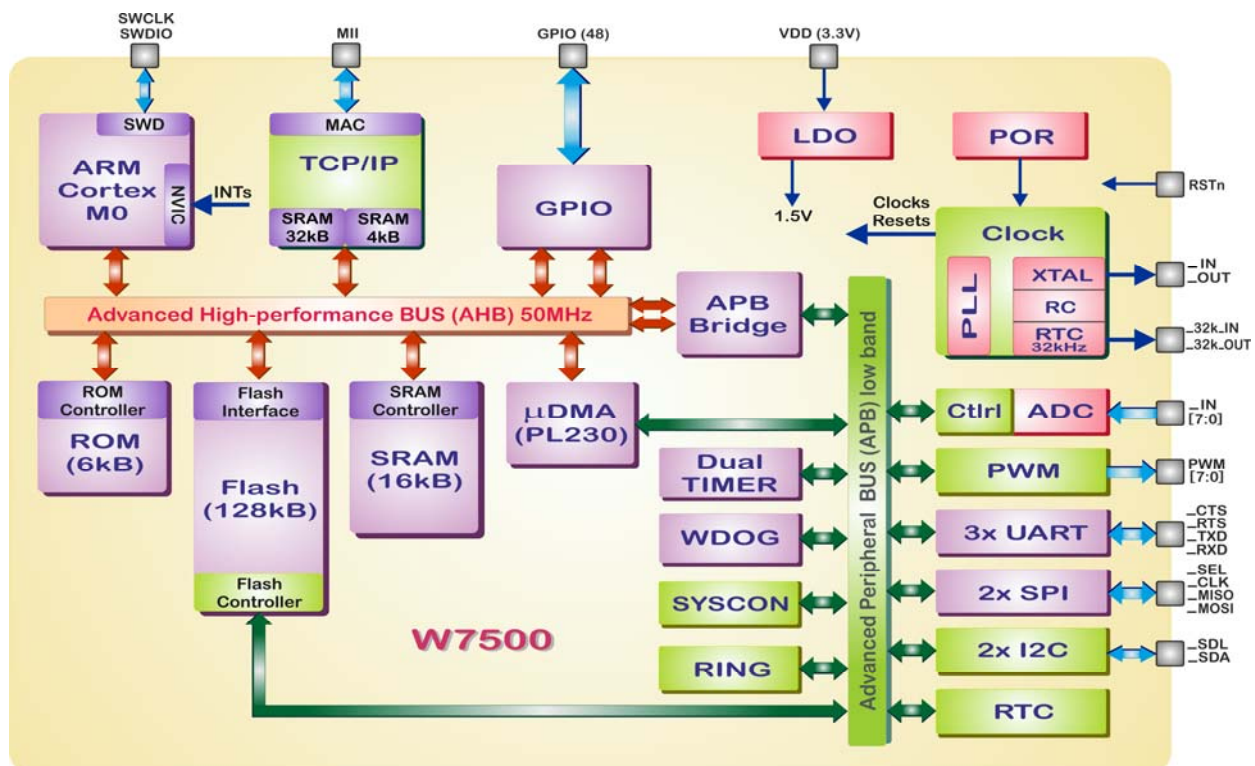 SWCLK
SWDIO
MII
GPIO (48)
VDD (3.3V)
SWD
ARM
Cortex
M0
NVIC
INTs
MAC
TCP/IP
SRAM
32kB
SRAM
4kB
GPIO
LDO
1.5V
POR
RSTn
Clocks
Resets
Clock
PLL
XTAL
RC
RTC
32kHz
_IN
_OUT
_32k_IN
_32k_OUT
Advanced High-performance BUS (AHB) 50MHz
APB
Bridge
Advanced Peripheral BUS (APB) low band
ROM
Controller
ROM
(6kB)
Flash
Interface
Flash
(128kB)
Flash
Controller
SRAM
Controller
SRAM
(16kB)
µDMA
(PL230)
Dual
TIMER
WDOG
SYSCON
RING
Ctlrl
ADC
_IN
[7:0]
PWM
PWM
[7:0]
3x UART
_CTS
_RTS
_TXD
_RXD
2x SPI
_SEL
_CLK
_MISO
_MOSI
2x I2C
_SDL
_SDA
RTC
W7500